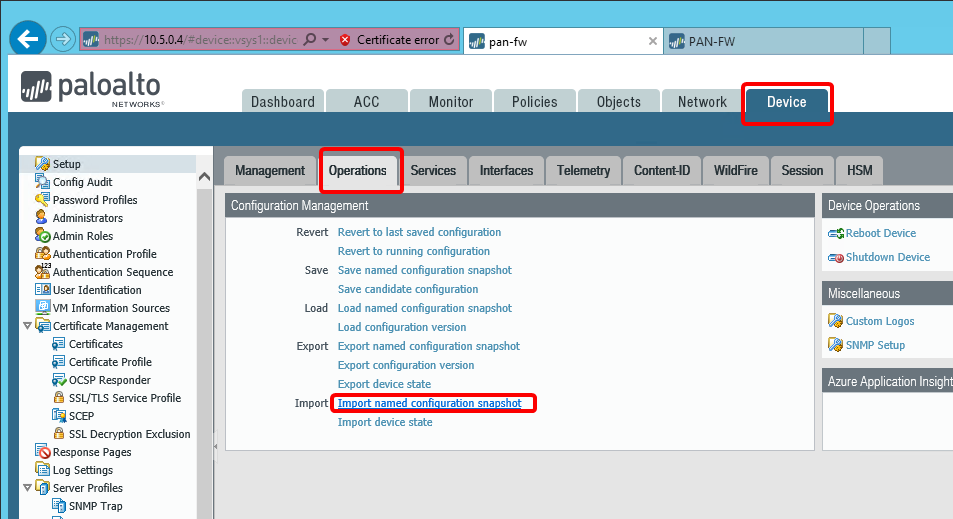 https://10.5.0.4/#device::vsys1::devic
Certificate error
pan-fw
PAN-FW
paloalto
NETWORKS®
Dashboard
ACC
Monitor
Policies
Objects
Network
Device
Setup
Config Audit
Password Profiles
Administrators
Admin Roles
Authentication Profile
Authentication Sequence
User Identification
VM Information Sources
Certificate Management
Certificates
Certificate Profile
OCSP Responder
SSL/TLS Service Profile
SCEP
SSL Decryption Exclusion
Response Pages
Log Settings
Server Profiles
SNMP Trap
Management
Operations
Services
Interfaces
Telemetry
Content-ID
WildFire
Session
HSM
Configuration Management
Revert Revert to last saved configuration
Revert to running configuration
Save Save named configuration snapshot
Save candidate configuration
Load Load named configuration snapshot
Load configuration version
Export Export named configuration snapshot
Export configuration version
Export device state
Import Import named configuration snapshot
Import device state
Device Operations
Reboot Device
Shutdown Device
Miscellaneous
Custom Logos
SNMP Setup
Azure Application Insight